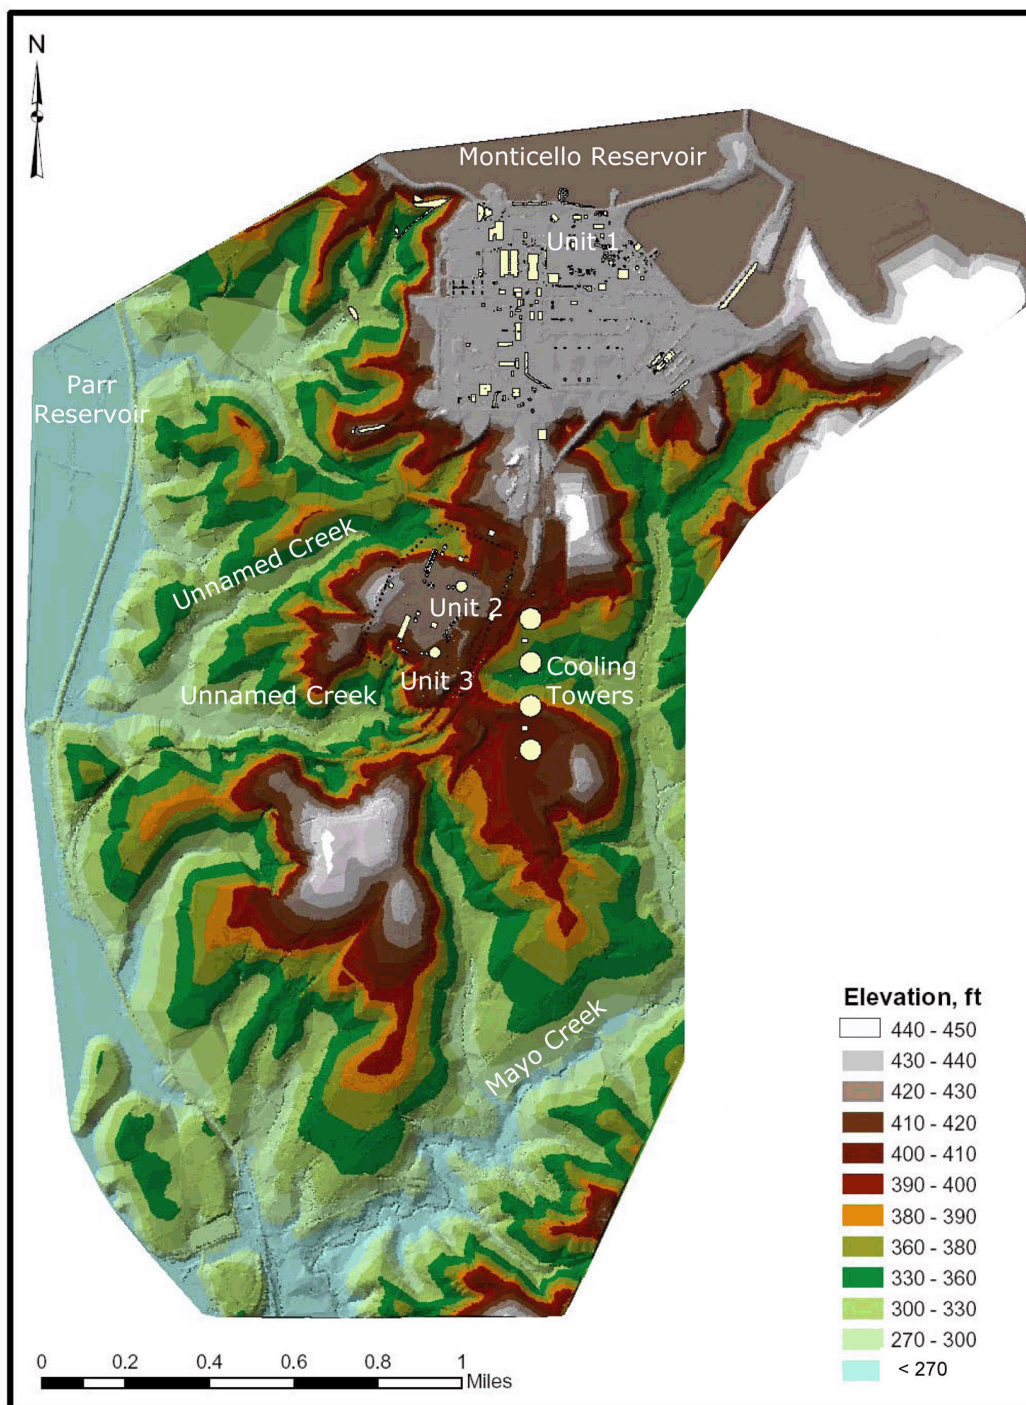 N
Monticello Reservoir
Unit 1
Parr
Reservoir
Unnamed Creek
Unit 2
Unnamed Creek
Unit 3
Cooling
Towers
Mayo Creek
Elevation, ft
440 - 450
430 - 440
420 - 430
410 - 420
400 - 410
390 - 400
380 - 390
360 - 380
330 - 360
300 - 330
270 - 300
< 270
0 0.2 0.4 0.6 0.8 1
Miles